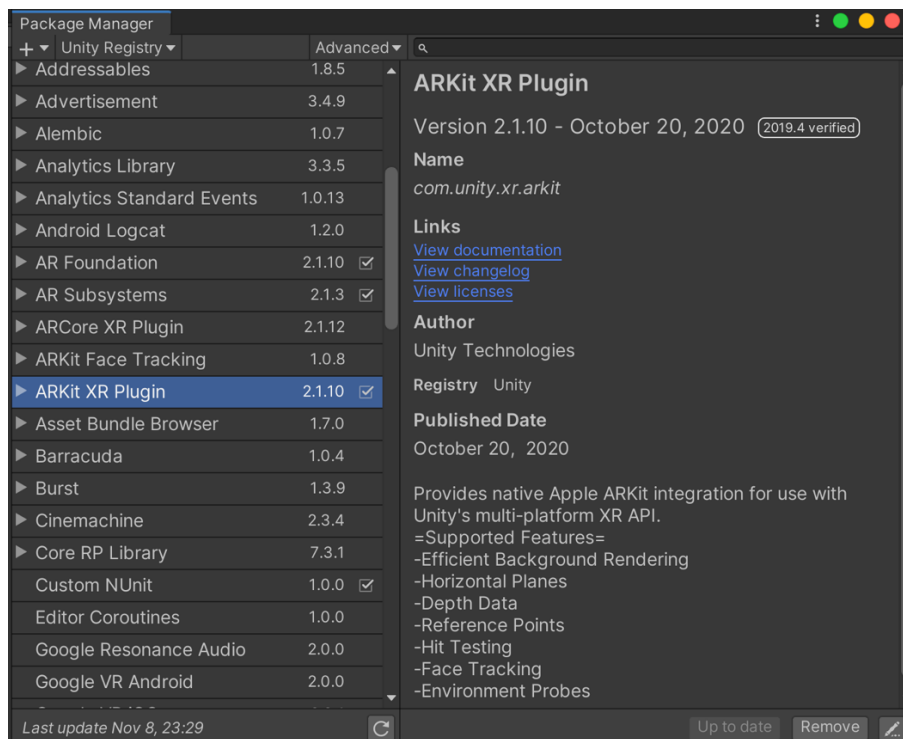 Package Manager
+ Unity Registry Advanced
Addressables 1.8.5
Advertisement 3.4.9
Alembic 1.0.7
Analytics Library 3.3.5
Analytics Standard Events 1.0.13
Android Logcat 1.2.0
AR Foundation 2.1.10
AR Subsystems 2.1.3
ARCore XR Plugin 2.1.12
ARKit Face Tracking 1.0.8
ARKit XR Plugin 2.1.10
Asset Bundle Browser 1.7.0
Barracuda 1.0.4
Burst 1.3.9
Cinemachine 2.3.4
Core RP Library 7.3.1
Custom NUnit 1.0.0
Editor Coroutines 1.0.0
Google Resonance Audio 2.0.0
Google VR Android 2.0.0
Last update Nov 8, 23:29
ARKit XR Plugin
Version 2.1.10 - October 20, 2020 2019.4 verified
Name
com.unity.xr.arkit
Links
View documentation
View changelog
View licenses
Author
Unity Technologies
Registry Unity
Published Date
October 20, 2020
Provides native Apple ARKit integration for use with
Unity's multi-platform XR API.
=Supported Features=
-Efficient Background Rendering
-Horizontal Planes
-Depth Data
-Reference Points
-Hit Testing
-Face Tracking
-Environment Probes
Up to date Remove